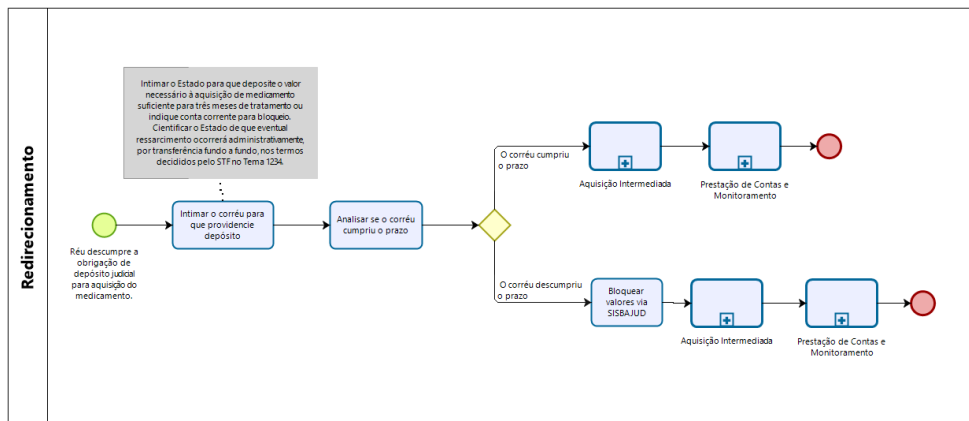 Redirecionamento
Intimar o Estado para que deposite o valor
necessário à aquisição de medicamento
suficiente para três meses de tratamento ou
indique conta corrente para bloqueio.
Cientificar o Estado de que eventual
ressarcimento ocorrerá administrativamente,
por transferência fundo a fundo, nos termos
decididos pelo STF no Tema 1234.
Réu descumpre a
obrigação de
depósito judicial
para aquisição do
medicamento.
Intimar o corréu para
que providencie
depósito
Analisar se o corréu
cumpriu o prazo
O corréu cumpriu
o prazo
Aquisição Intermediada
Prestação de Contas e
Monitoramento
O corréu descumpriu
o prazo
Bloquear
valores via
SISBAJUD
Aquisição Intermediada
Prestação de Contas e
Monitoramento